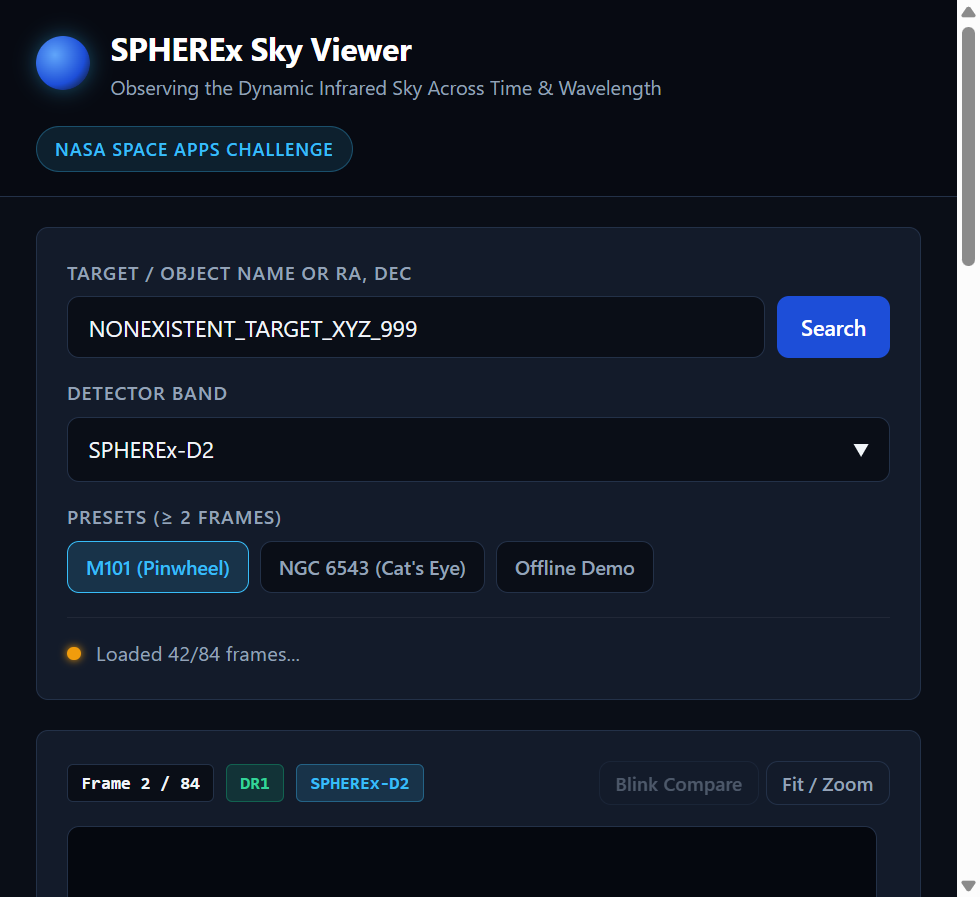 SPHEREx Sky Viewer
Observing the Dynamic Infrared Sky Across Time & Wavelength
NASA SPACE APPS CHALLENGE
TARGET / OBJECT NAME OR RA, DEC
NONEXISTENT_TARGET_XYZ_999
Search
DETECTOR BAND
SPHEREx-D2
PRESETS (≥ 2 FRAMES)
M101 (Pinwheel) NGC 6543 (Cat's Eye) Offline Demo
Loaded 42/84 frames...
Frame 2 / 84 DR1 SPHEREx-D2 Blink Compare Fit / Zoom